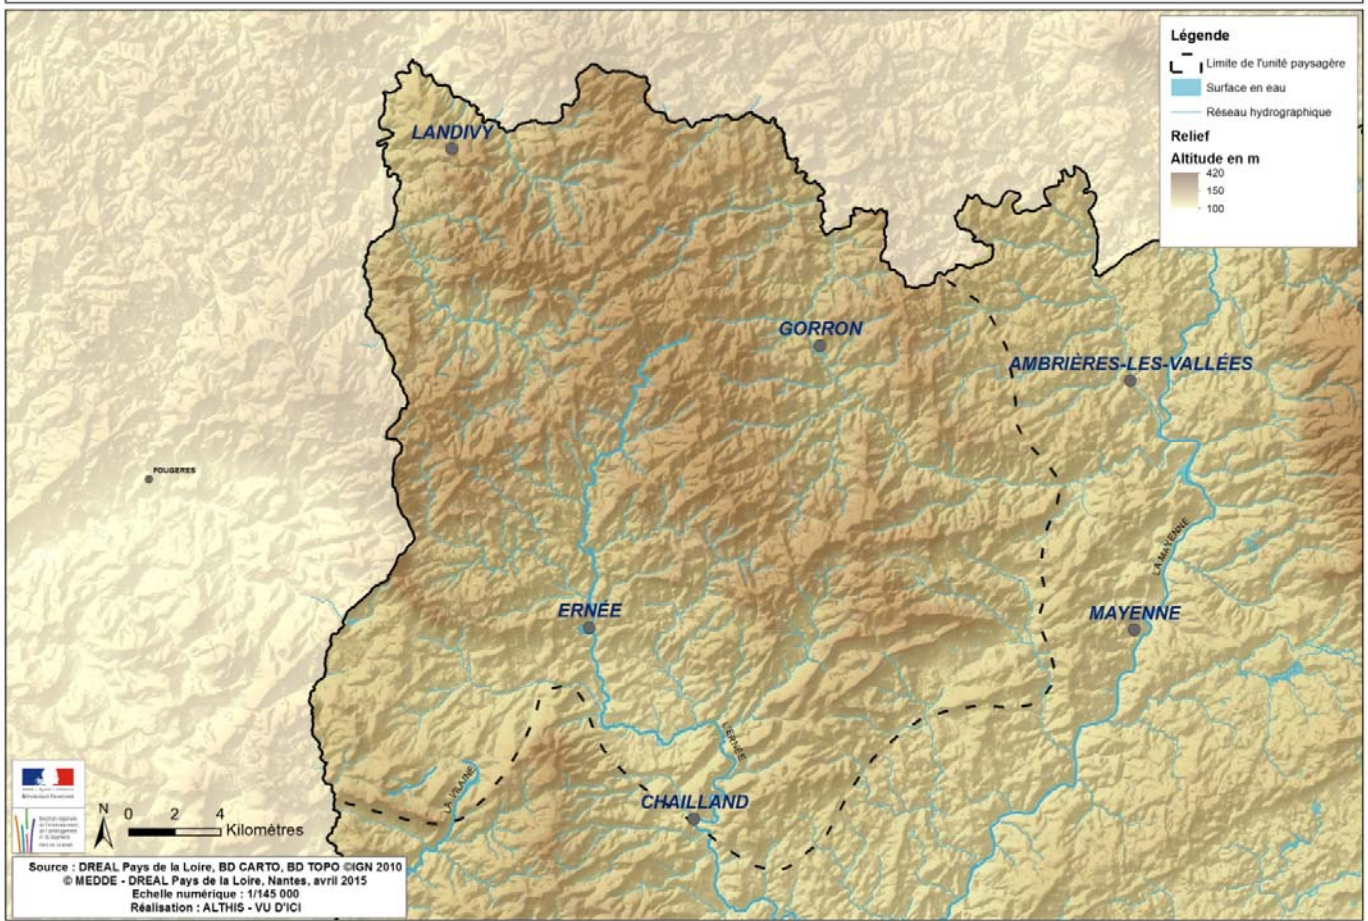 Légende
Limite de l'unité paysagère
Surface en eau
Réseau hydrographique
Relief
Altitude en m
420
150
100
LANDIVY
GORRON
AMBRIÈRES-LES-VALLÉES
FOUGERES
LA MAYENNE
ERNÉE
MAYENNE
L'ERNÉE
LA VILAINE
CHAILLAND
RÉPUBLIQUE FRANÇAISE
N
0 2 4
Kilomètres
Source : DREAL Pays de la Loire, BD CARTO, BD TOPO ©IGN 2010
© MEDDE - DREAL Pays de la Loire, Nantes, avril 2015
Echelle numérique : 1/145 000
Réalisation : ALTHIS - VU D'ICI